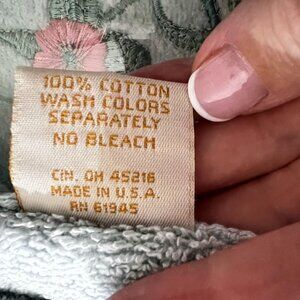 100% COTTON
WASH COLORS
SEPARATELY
NO BLEACH
CIN. OH 45216
MADE IN U.S.A.
RN 61945